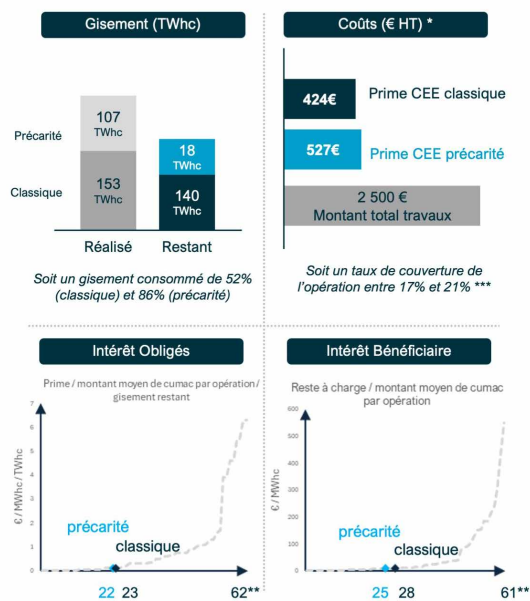 Gisement (TWhc)
Précarité
Classique
107
TWhc
153
TWhc
18
TWhc
140
TWhc
Réalisé
Restant
Soit un gisement consommé de 52%
(classique) et 86% (précarité)
Coûts (€ HT) *
424€
Prime CEE classique
527€
Prime CEE précarité
2 500 €
Montant total travaux
Soit un taux de couverture de
l'opération entre 17% et 21% ***
Intérêt Obligés
Prime / montant moyen de cumac par opération /
gisement restant
€ / MWhc / TWhc
7
6
5
4
3
2
1
0
précarité
classique
22 23
62**
Intérêt Bénéficiaire
Reste à charge / montant moyen de cumac
par opération
€ / MWhc
600
500
400
300
200
100
0
précarité
classique
25 28
61**